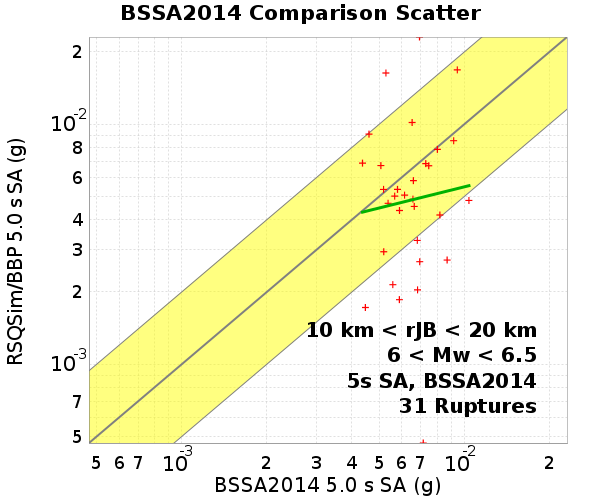 BSSA2014 Comparison Scatter
RSQSim/BBP 5.0 s SA (g)
2
10-2
8
6
4
3
2
10-3
7
5
10 km < rJB < 20 km
6 < Mw < 6.5
5s SA, BSSA2014
31 Ruptures
5 6 7 10-3 2 3 4 5 6 7 10-2 2
BSSA2014 5.0 s SA (g)